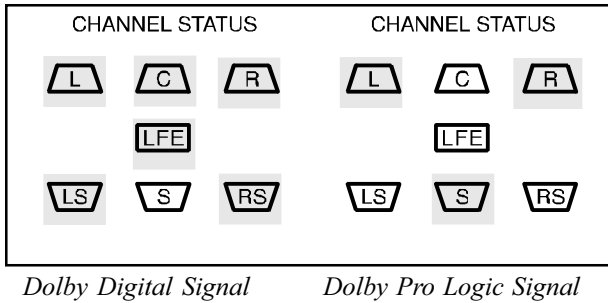 CHANNEL STATUS CHANNEL STATUS
L C R L C R
LFE LFE
LS S RS LS S RS
Dolby Digital Signal Dolby Pro Logic Signal